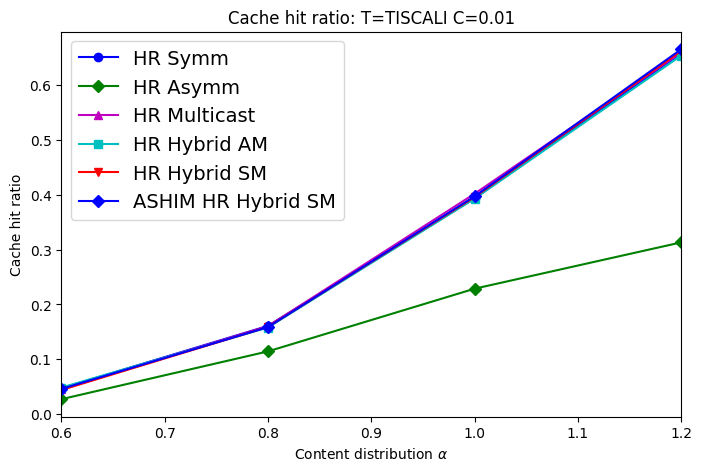 Cache hit ratio: T=TISCALI C=0.01
HR Symm
HR Asymm
HR Multicast
HR Hybrid AM
HR Hybrid SM
ASHIM HR Hybrid SM
Cache hit ratio
0.6
0.5
0.4
0.3
0.2
0.1
0.0
0.6 0.7 0.8 0.9 1.0 1.1 1.2
Content distribution α